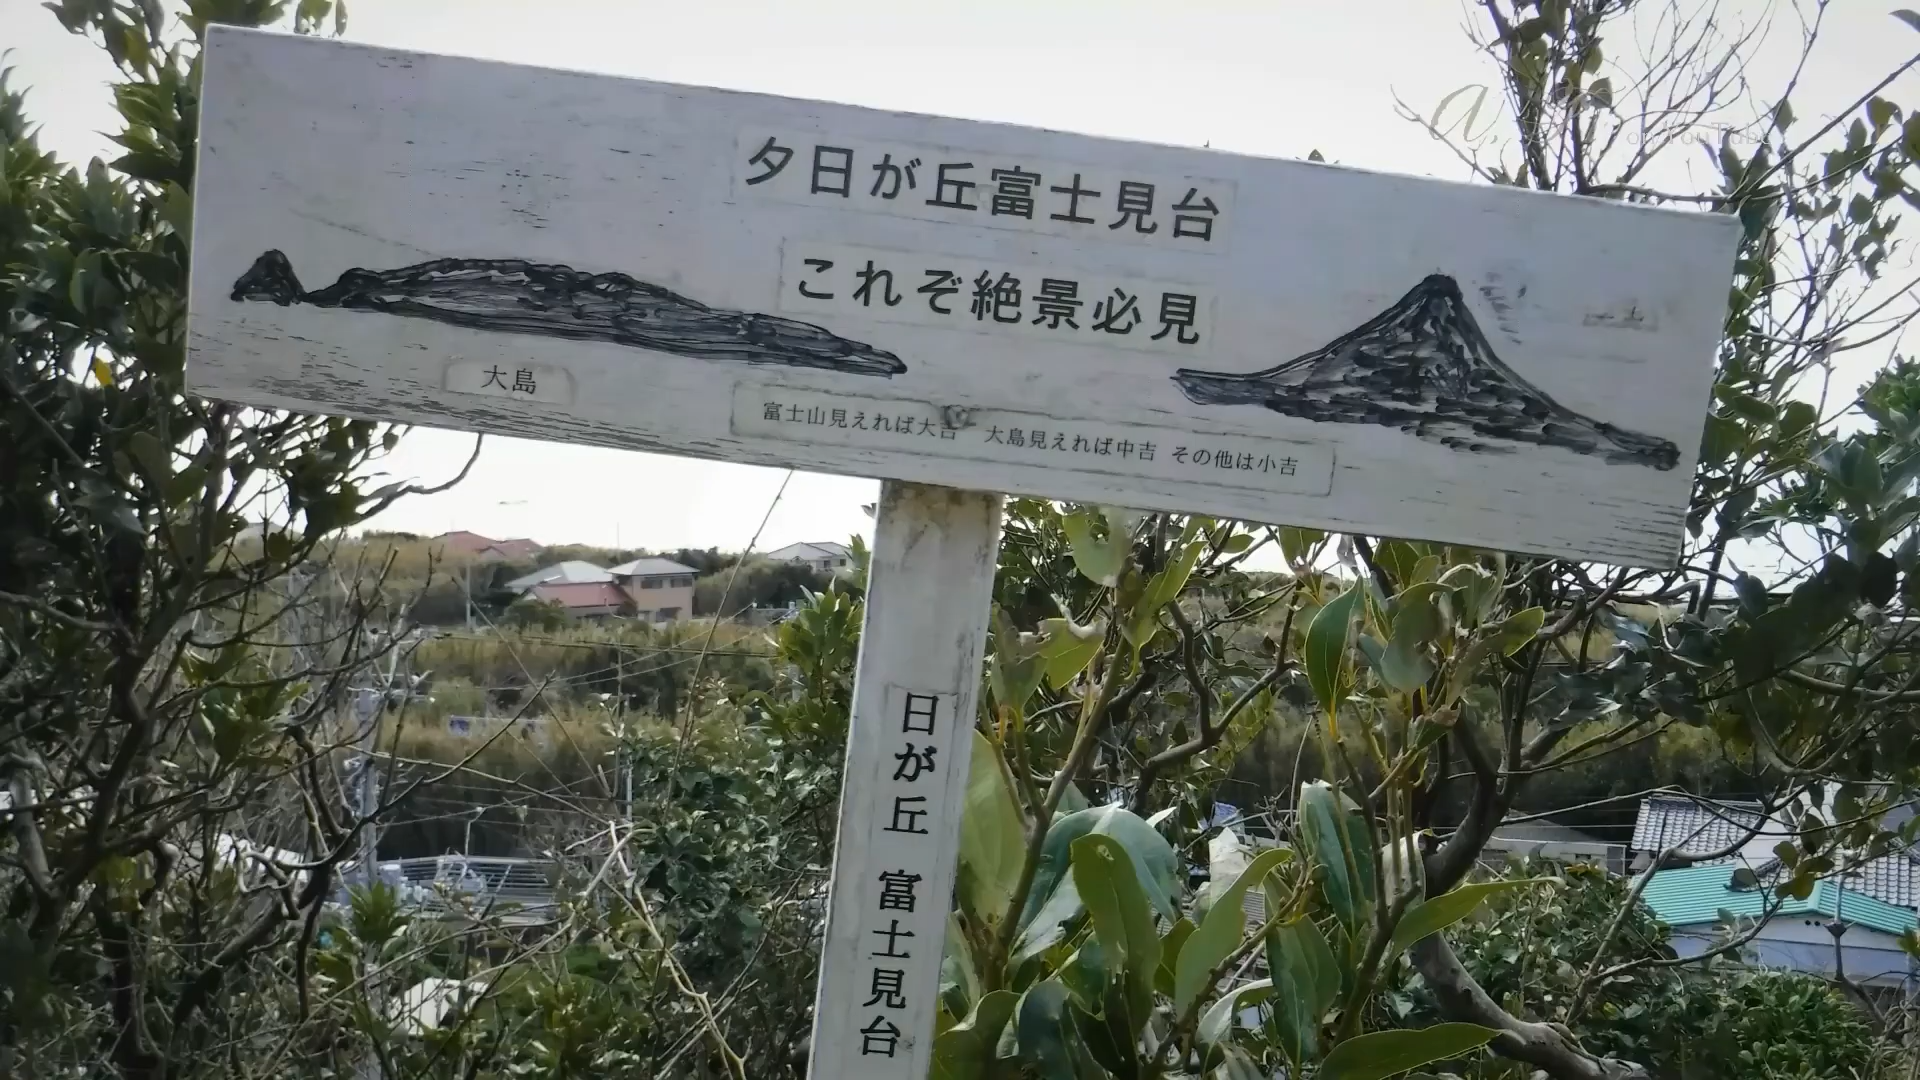 夕日が丘富士見台
これぞ絶景必見
大島
富士山見えれば大吉 大島見えれば中吉 その他は小吉
日が丘 富士見台
on YouTube